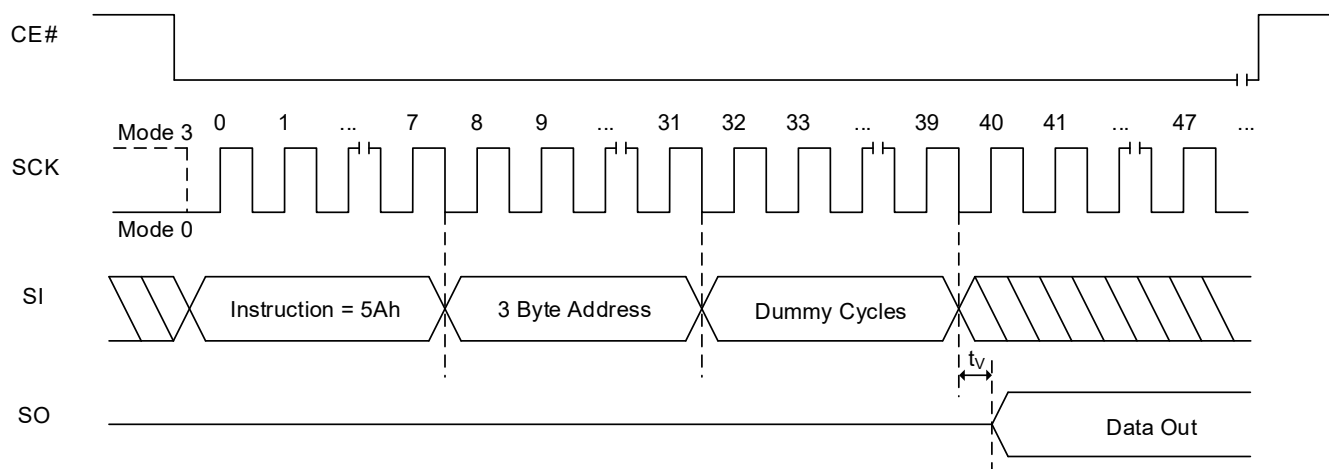 CE#
0 1 ... 7 8 9 ... 31 32 33 ... 39 40 41 ... 47 ...
Mode 3
SCK
Mode 0
SI
Instruction = 5Ah
3 Byte Address
Dummy Cycles
tV
SO
Data Out